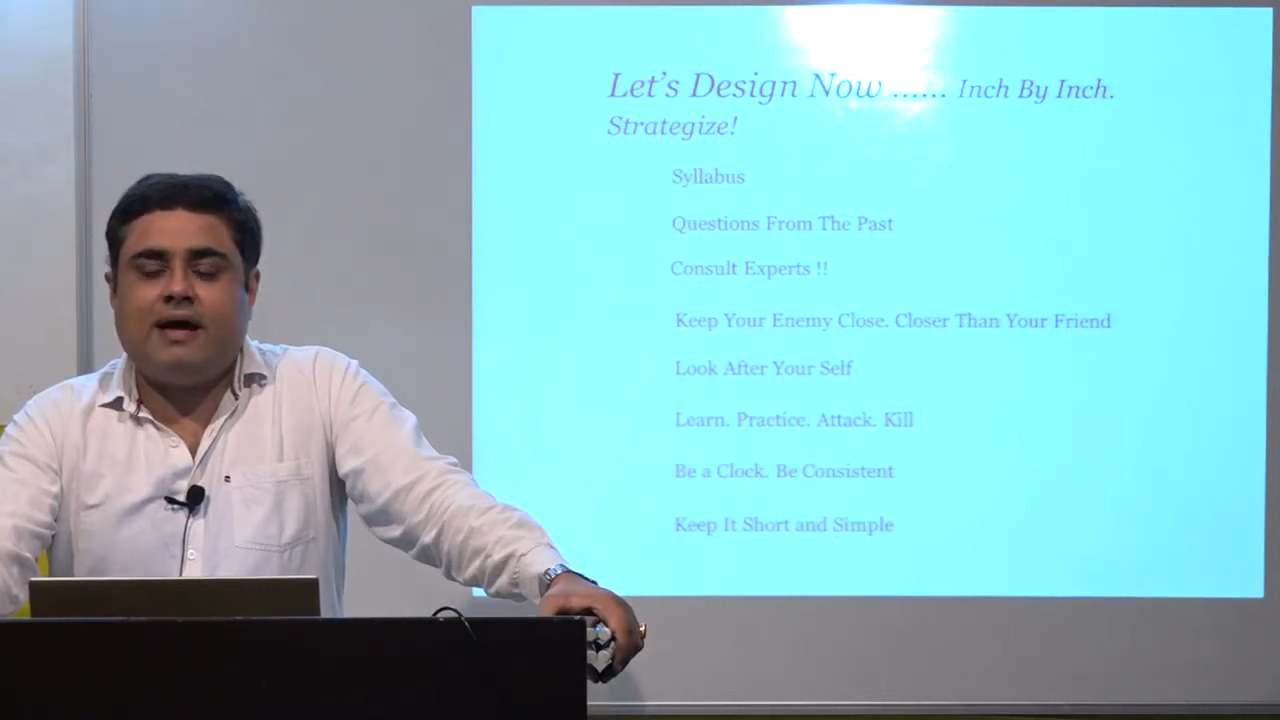 Let's Design Now ...... Inch By Inch.
Strategize!
Syllabus
Questions From The Past
Consult Experts !!
Keep Your Enemy Close. Closer Than Your Friend
Look After Your Self
Learn. Practice. Attack. Kill
Be a Clock. Be Consistent
Keep It Short and Simple